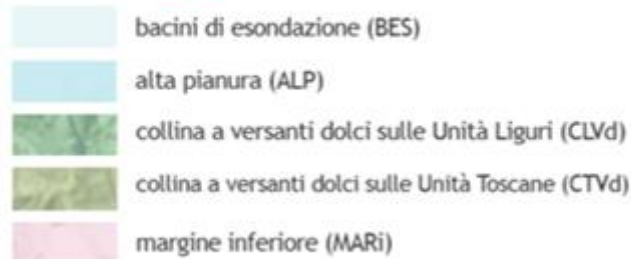 bacini di esondazione (BES)
alta pianura (ALP)
collina a versanti dolci sulle Unità Liguri (CLVd)
collina a versanti dolci sulle Unità Toscane (CTVd)
margine inferiore (MARi)